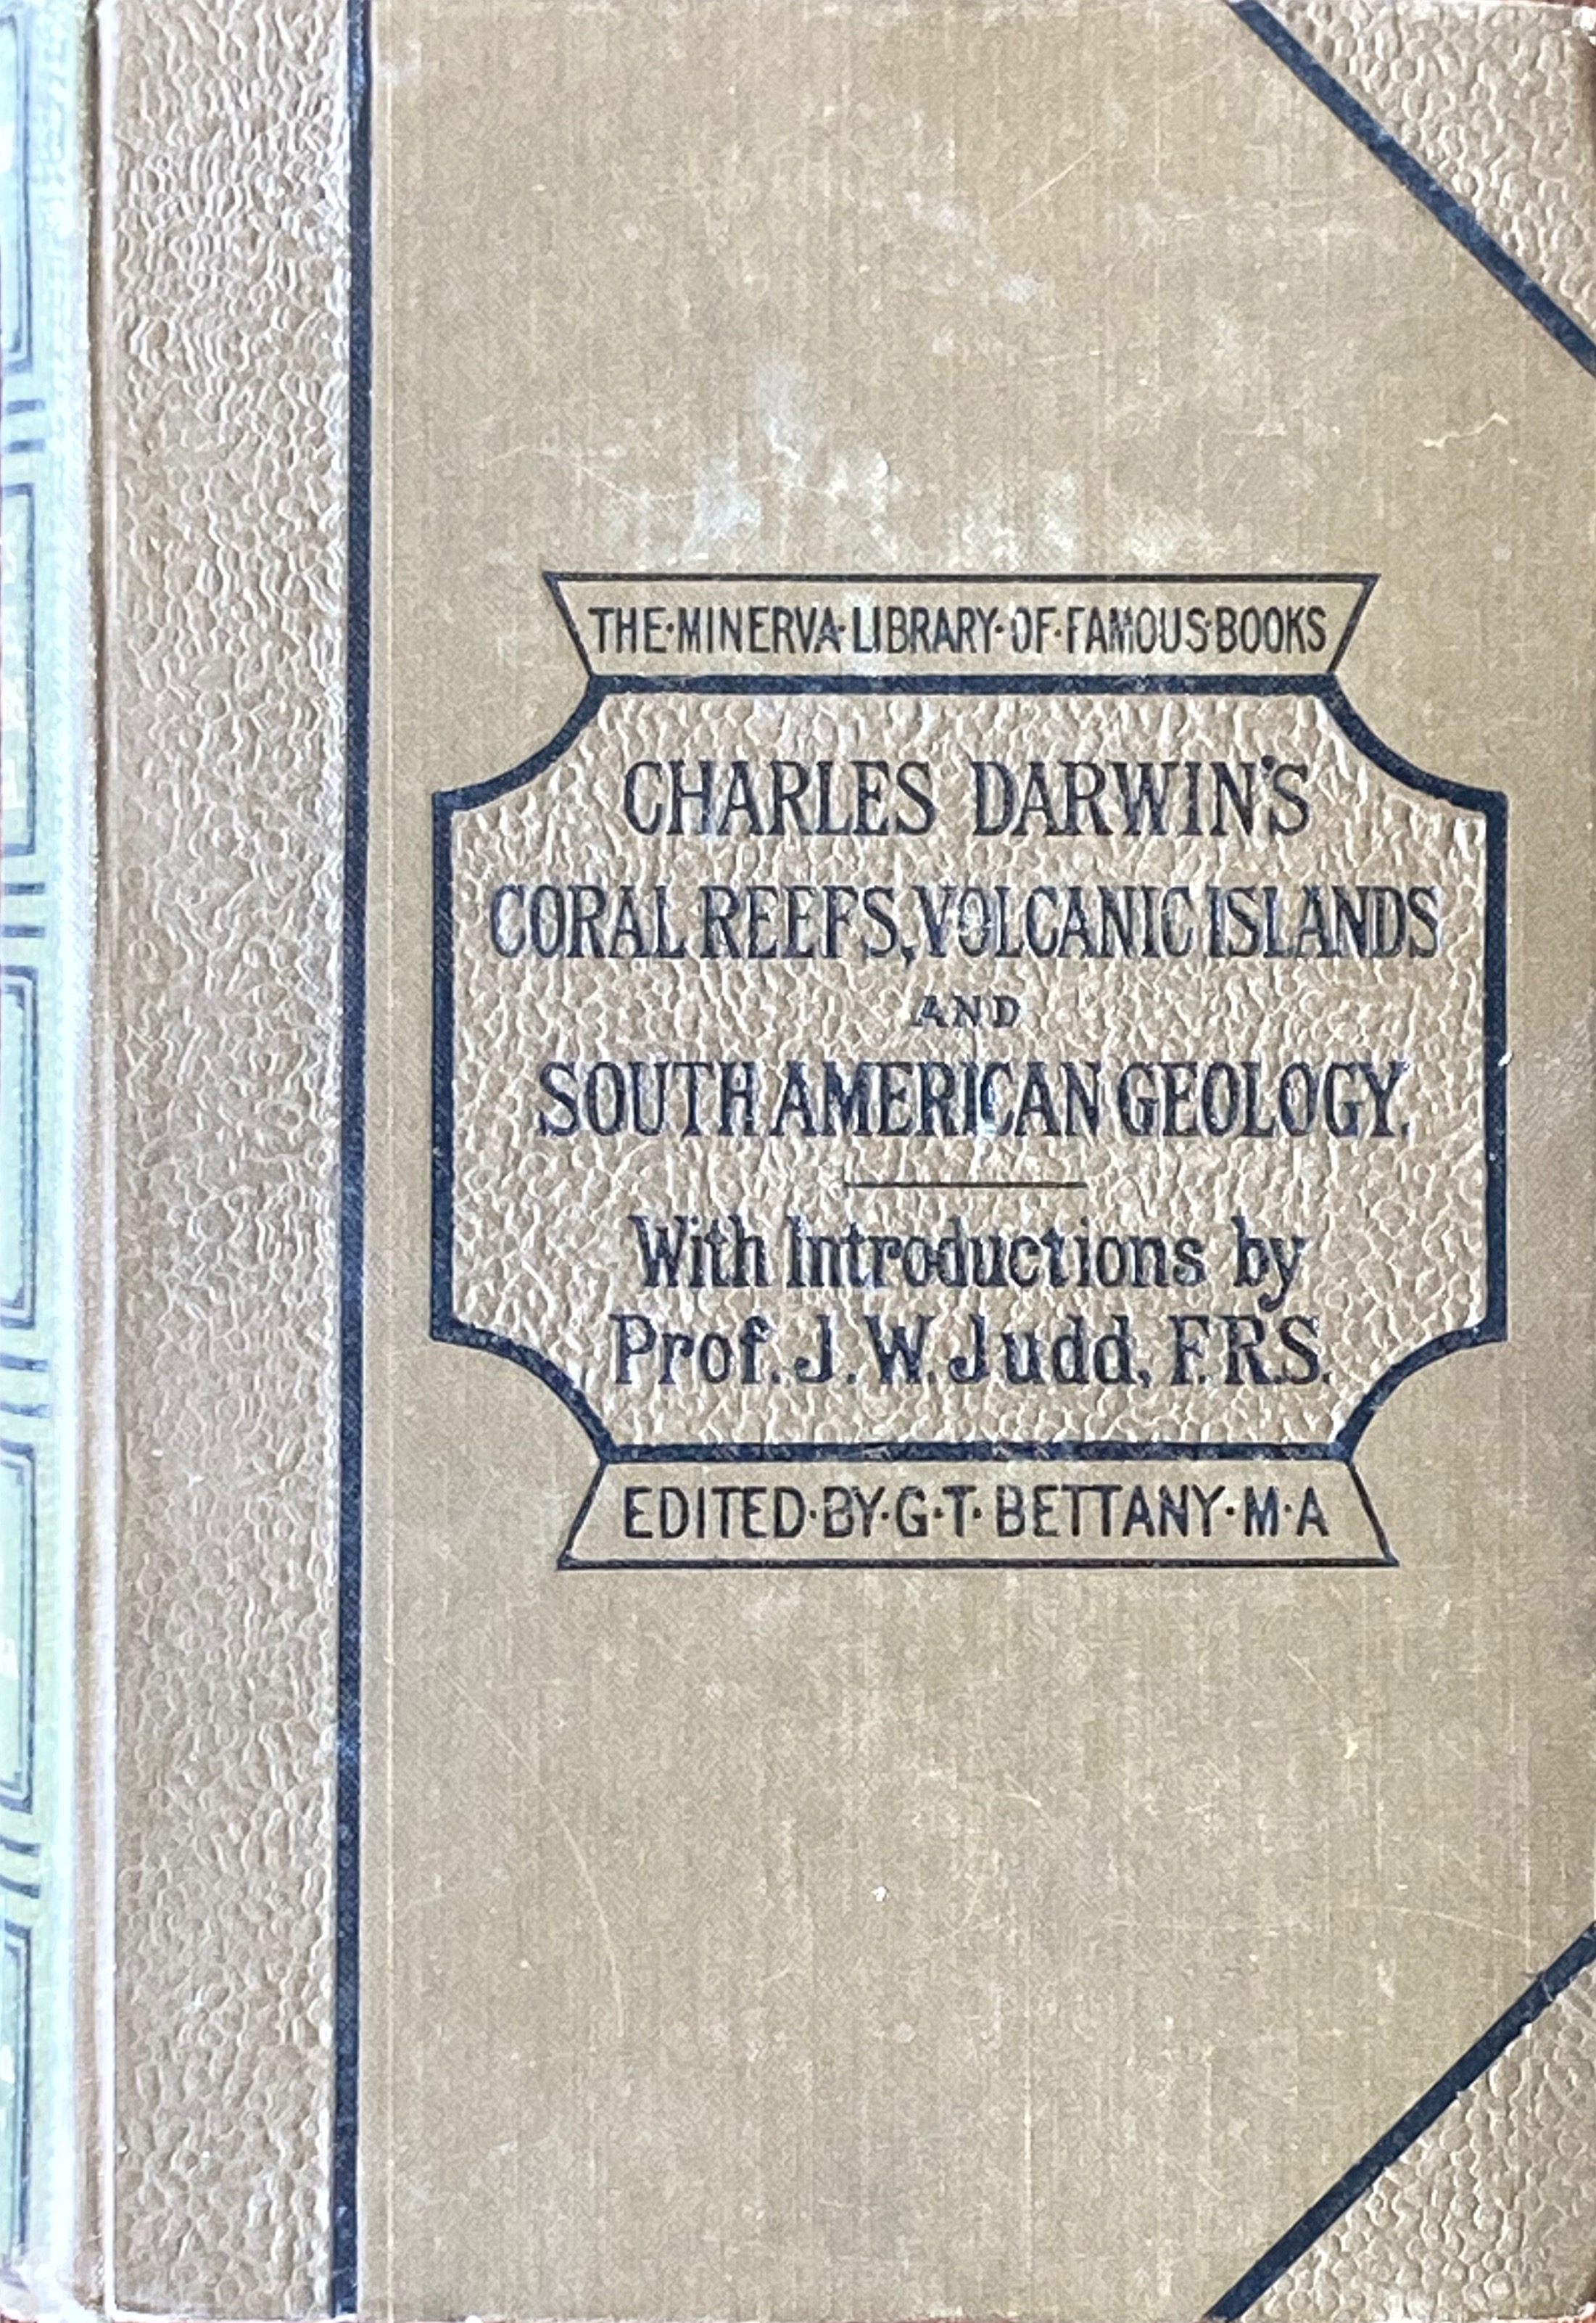 THE·MINERVA·LIBRARY·OF·FAMOUS·BOOKS
CHARLES DARWIN'S
CORAL REEFS, VOLCANIC ISLANDS
AND
SOUTH AMERICAN GEOLOGY.
With Introductions by
Prof. J. W. Judd, F.R.S.
EDITED·BY·G·T·BETTANY·M·A